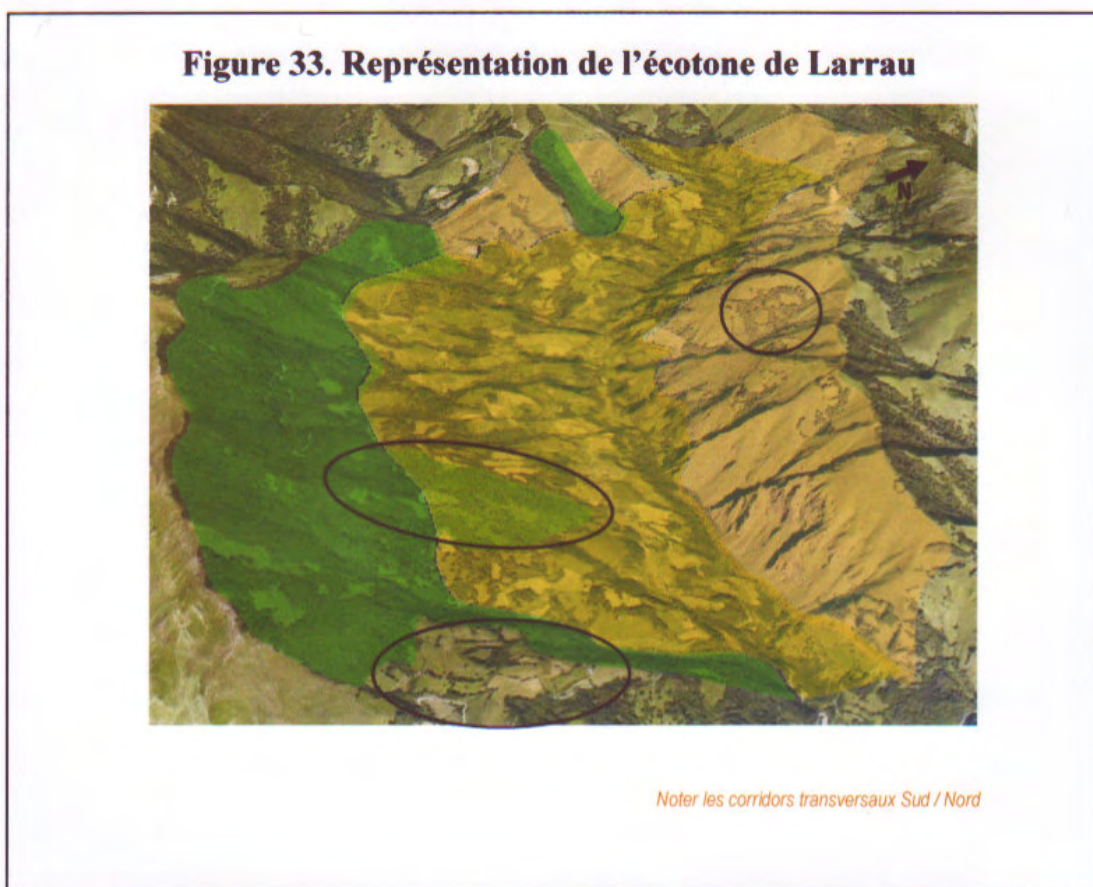 Figure 33. Représentation de l’écotone de Larrau
N
Noter les corridors transversaux Sud / Nord